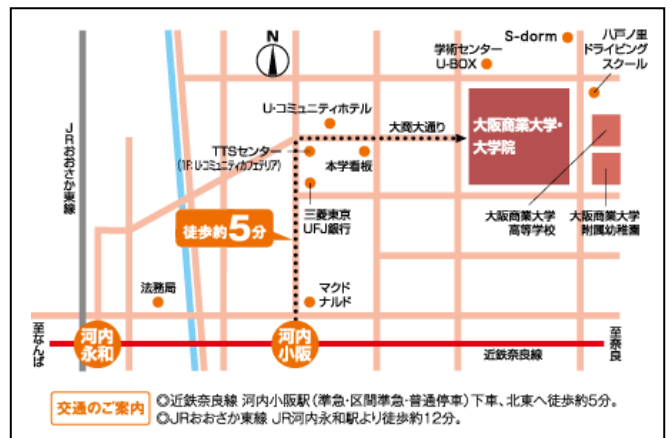 S-dorm
八戸ノ里
ドライビング
スクール
学術センター
U-BOX
N
U・コミュニティホテル
大商大通り
大阪商業大学・
大学院
JRおおさか東線
TTSセンター
(1F: U・コミュニティカフェテリア)
本学看板
三菱東京
UFJ銀行
大阪商業大学
高等学校
大阪商業大学
附属幼稚園
徒歩約5分
法務局
マクド
ナルド
至なんば
河内
永和
河内
小阪
近鉄奈良線
至奈良
交通のご案内
◎近鉄奈良線 河内小阪駅(準急・区間準急・普通停車)下車、北東へ徒歩約5分。
◎JRおおさか東線 JR河内永和駅より徒歩約12分。